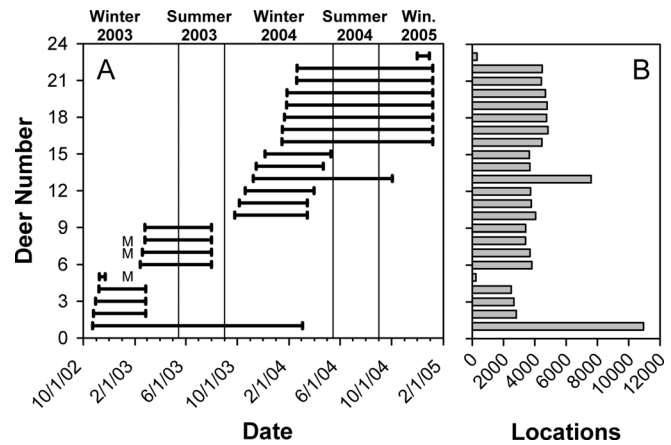 Winter 2003
Summer 2003
Winter 2004
Summer 2004
Win. 2005
A
B
Deer Number
24
21
18
15
12
9
6
3
0
M
M
M
10/1/02
2/1/03
6/1/03
10/1/03
2/1/04
6/1/04
10/1/04
2/1/05
Date
0
2000
4000
6000
8000
10000
12000
Locations